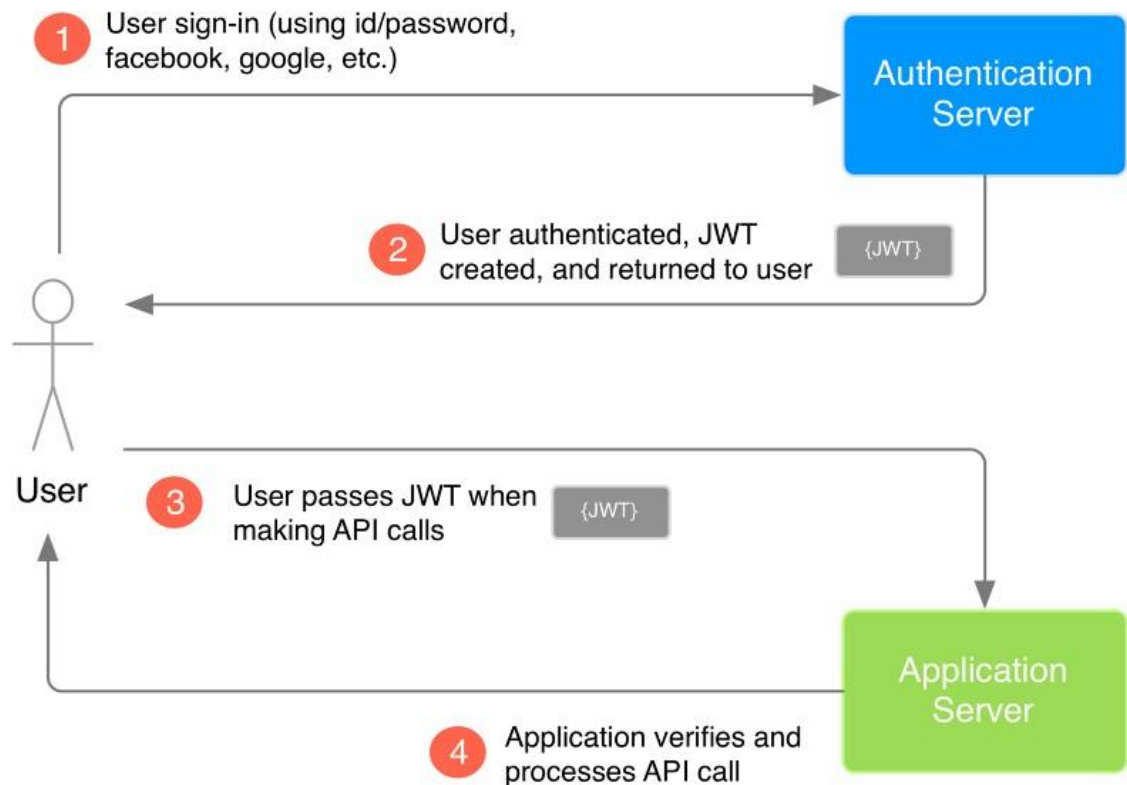 1
User sign-in (using id/password,
facebook, google, etc.)
Authentication
Server
2
User authenticated, JWT
created, and returned to user
{JWT}
User
3
User passes JWT when
making API calls
{JWT}
Application
Server
4
Application verifies and
processes API call